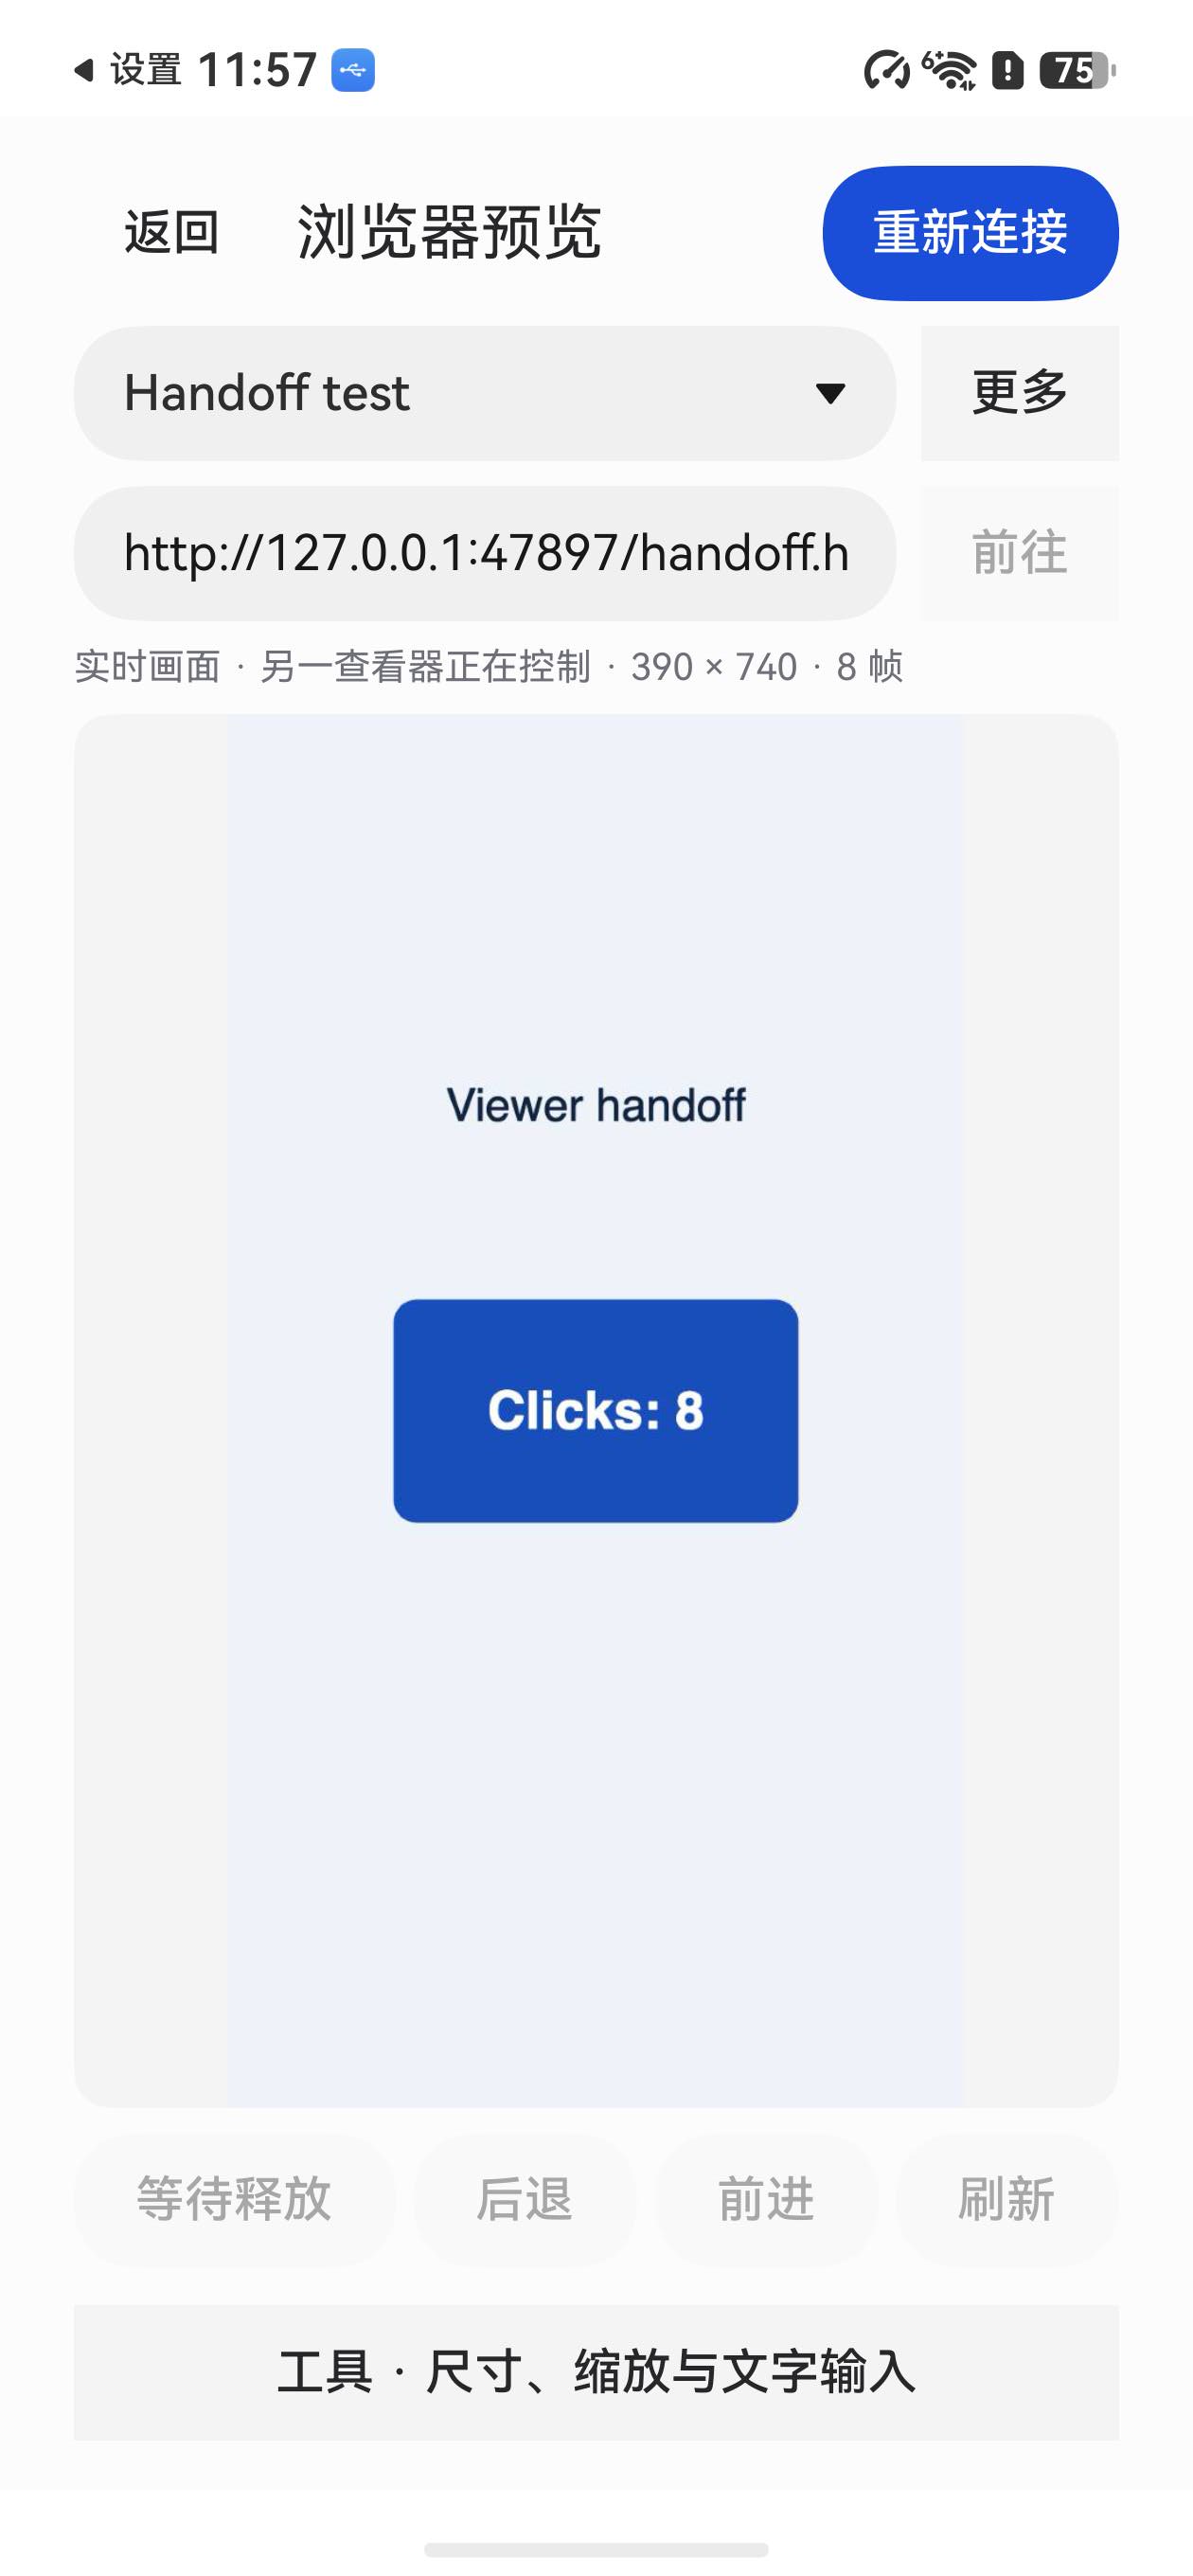 设置 11:57
6+ 75
返回 浏览器预览 重新连接
Handoff test 更多
http://127.0.0.1:47897/handoff.h 前往
实时画面 · 另一查看器正在控制 · 390 × 740 · 8 帧
Viewer handoff
Clicks: 8
等待释放 后退 前进 刷新
工具 · 尺寸、缩放与文字输入